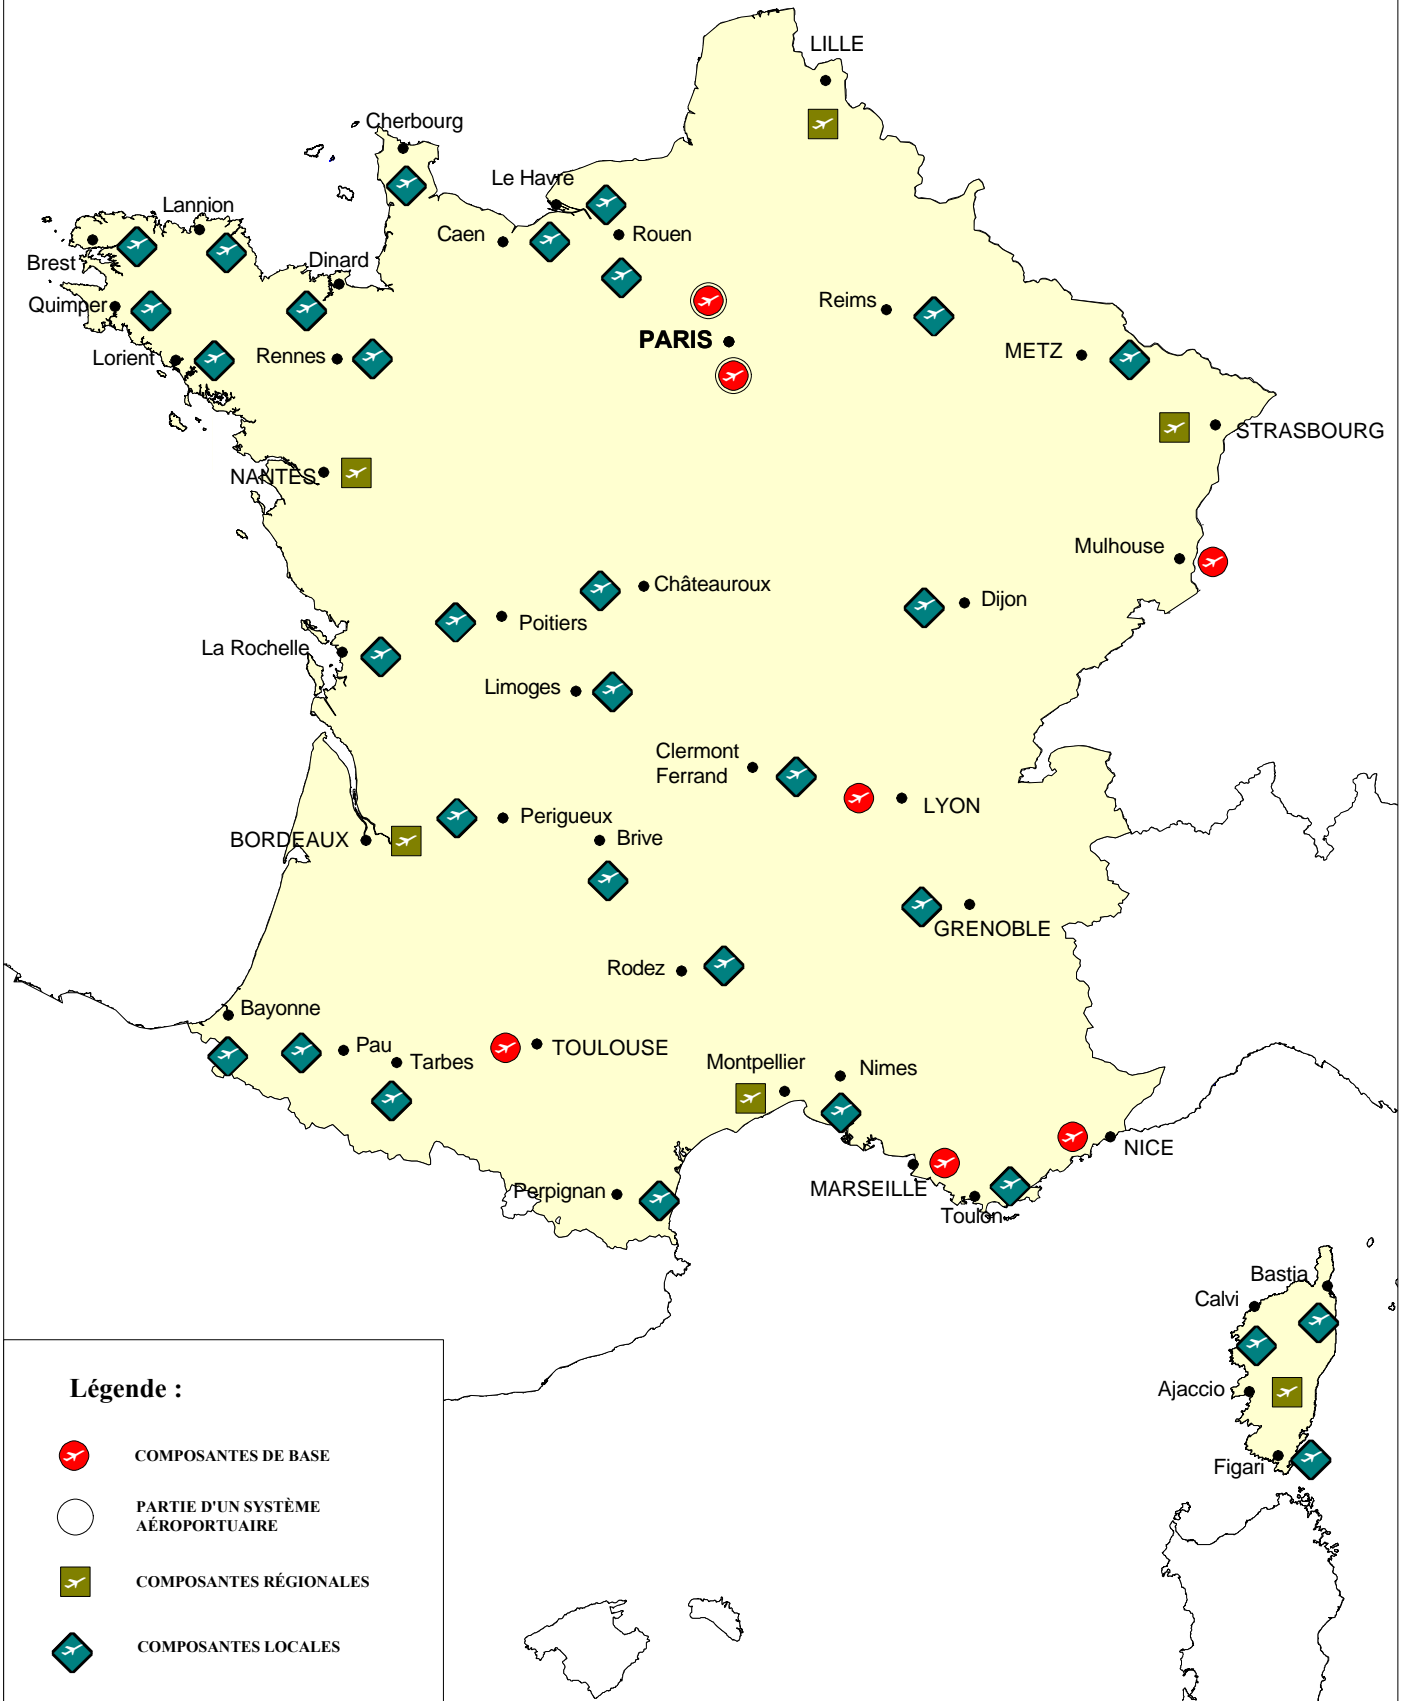 LILLE
Cherbourg
Le Havre
Lannion
Caen
Rouen
Brest
Dinard
Quimper
Reims
PARIS
Lorient
Rennes
METZ
STRASBOURG
NANTES
Mulhouse
Châteauroux
Dijon
Poitiers
La Rochelle
Limoges
Clermont
Ferrand
LYON
Perigueux
BORDEAUX
Brive
GRENOBLE
Rodez
Bayonne
Pau
TOULOUSE
Tarbes
Montpellier
Nimes
NICE
MARSEILLE
Perpignan
Toulon
Bastia
Calvi
Ajaccio
Figari
Légende :
COMPOSANTES DE BASE
PARTIE D'UN SYSTÈME
AÉROPORTUAIRE
COMPOSANTES RÉGIONALES
COMPOSANTES LOCALES